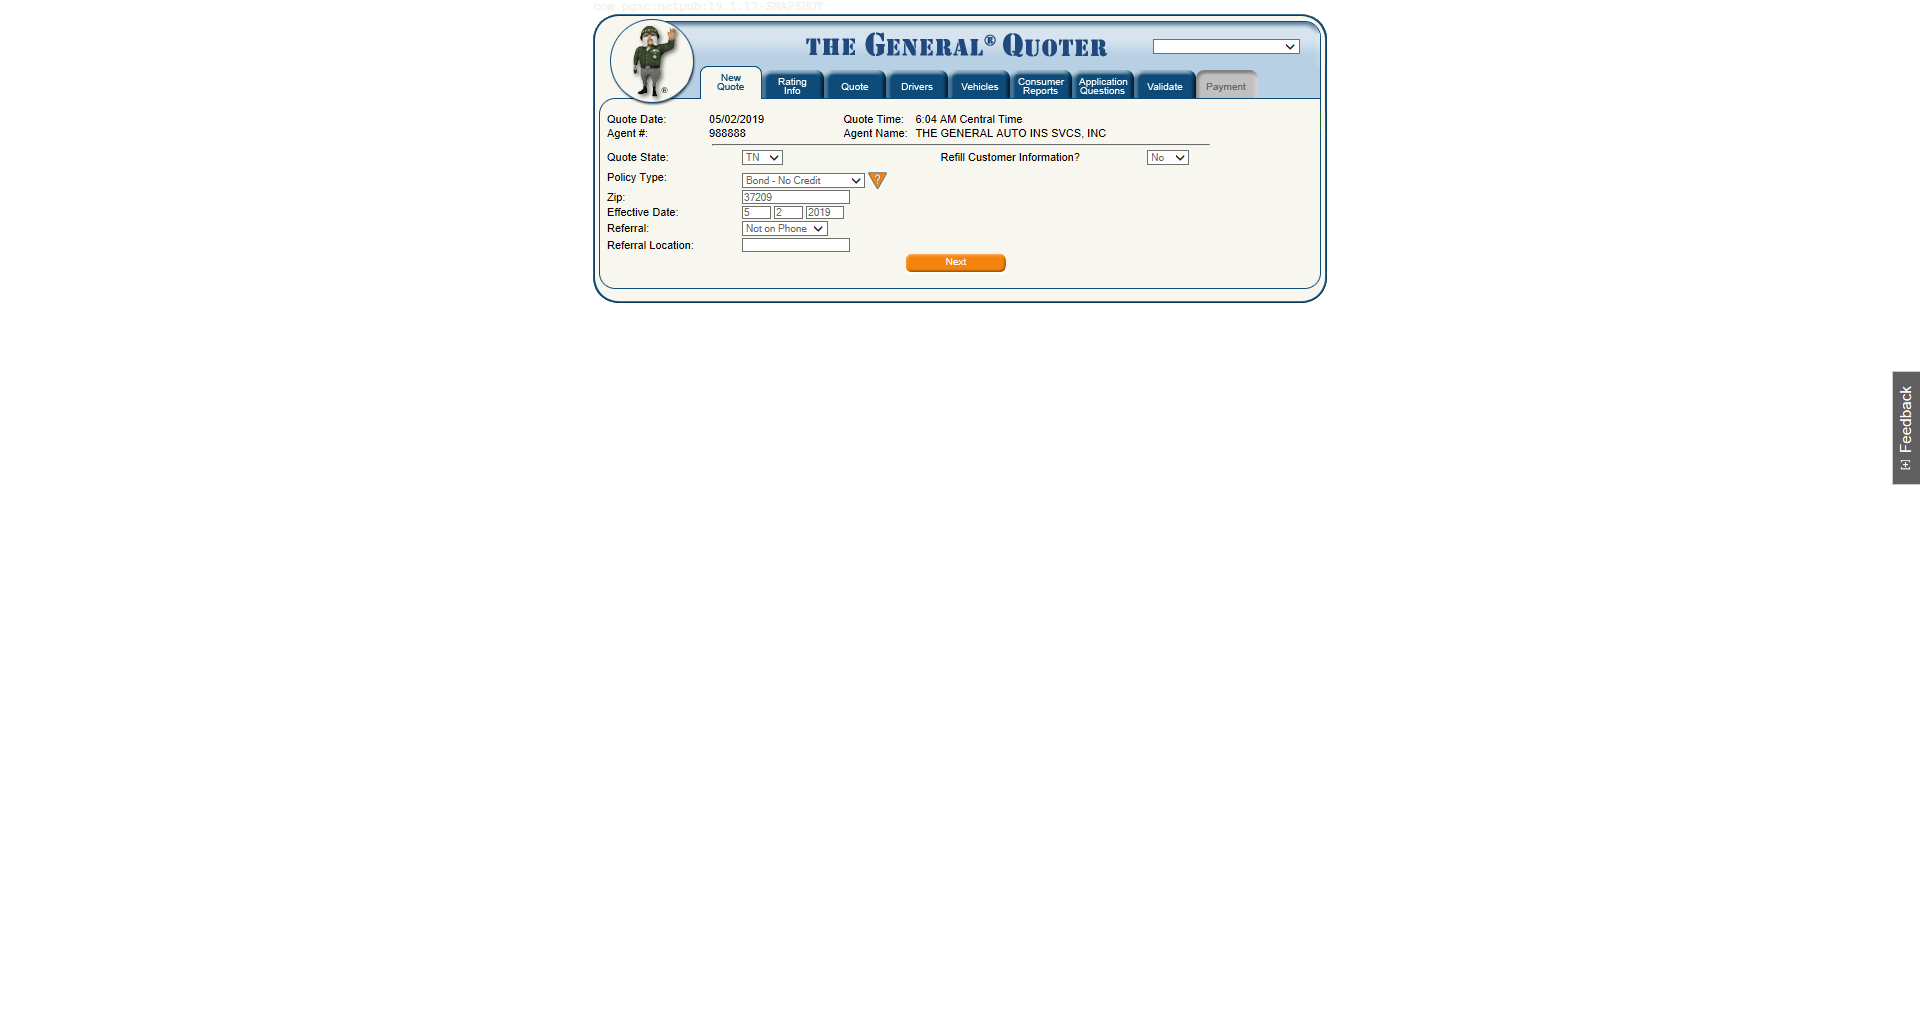 com.pgac:netpub:19.1.17-SNAPSHOT
THE GENERAL® QUOTER
New Quote
Rating Info
Quote
Drivers
Vehicles
Consumer Reports
Application Questions
Validate
Payment
®
Quote Date: 05/02/2019 Quote Time: 6:04 AM Central Time
Agent #: 988888 Agent Name: THE GENERAL AUTO INS SVCS, INC
Quote State: TN Refill Customer Information? No
Policy Type: Bond - No Credit ?
Zip: 37209
Effective Date: 5 2 2019
Referral: Not on Phone
Referral Location:
Next
[+] Feedback